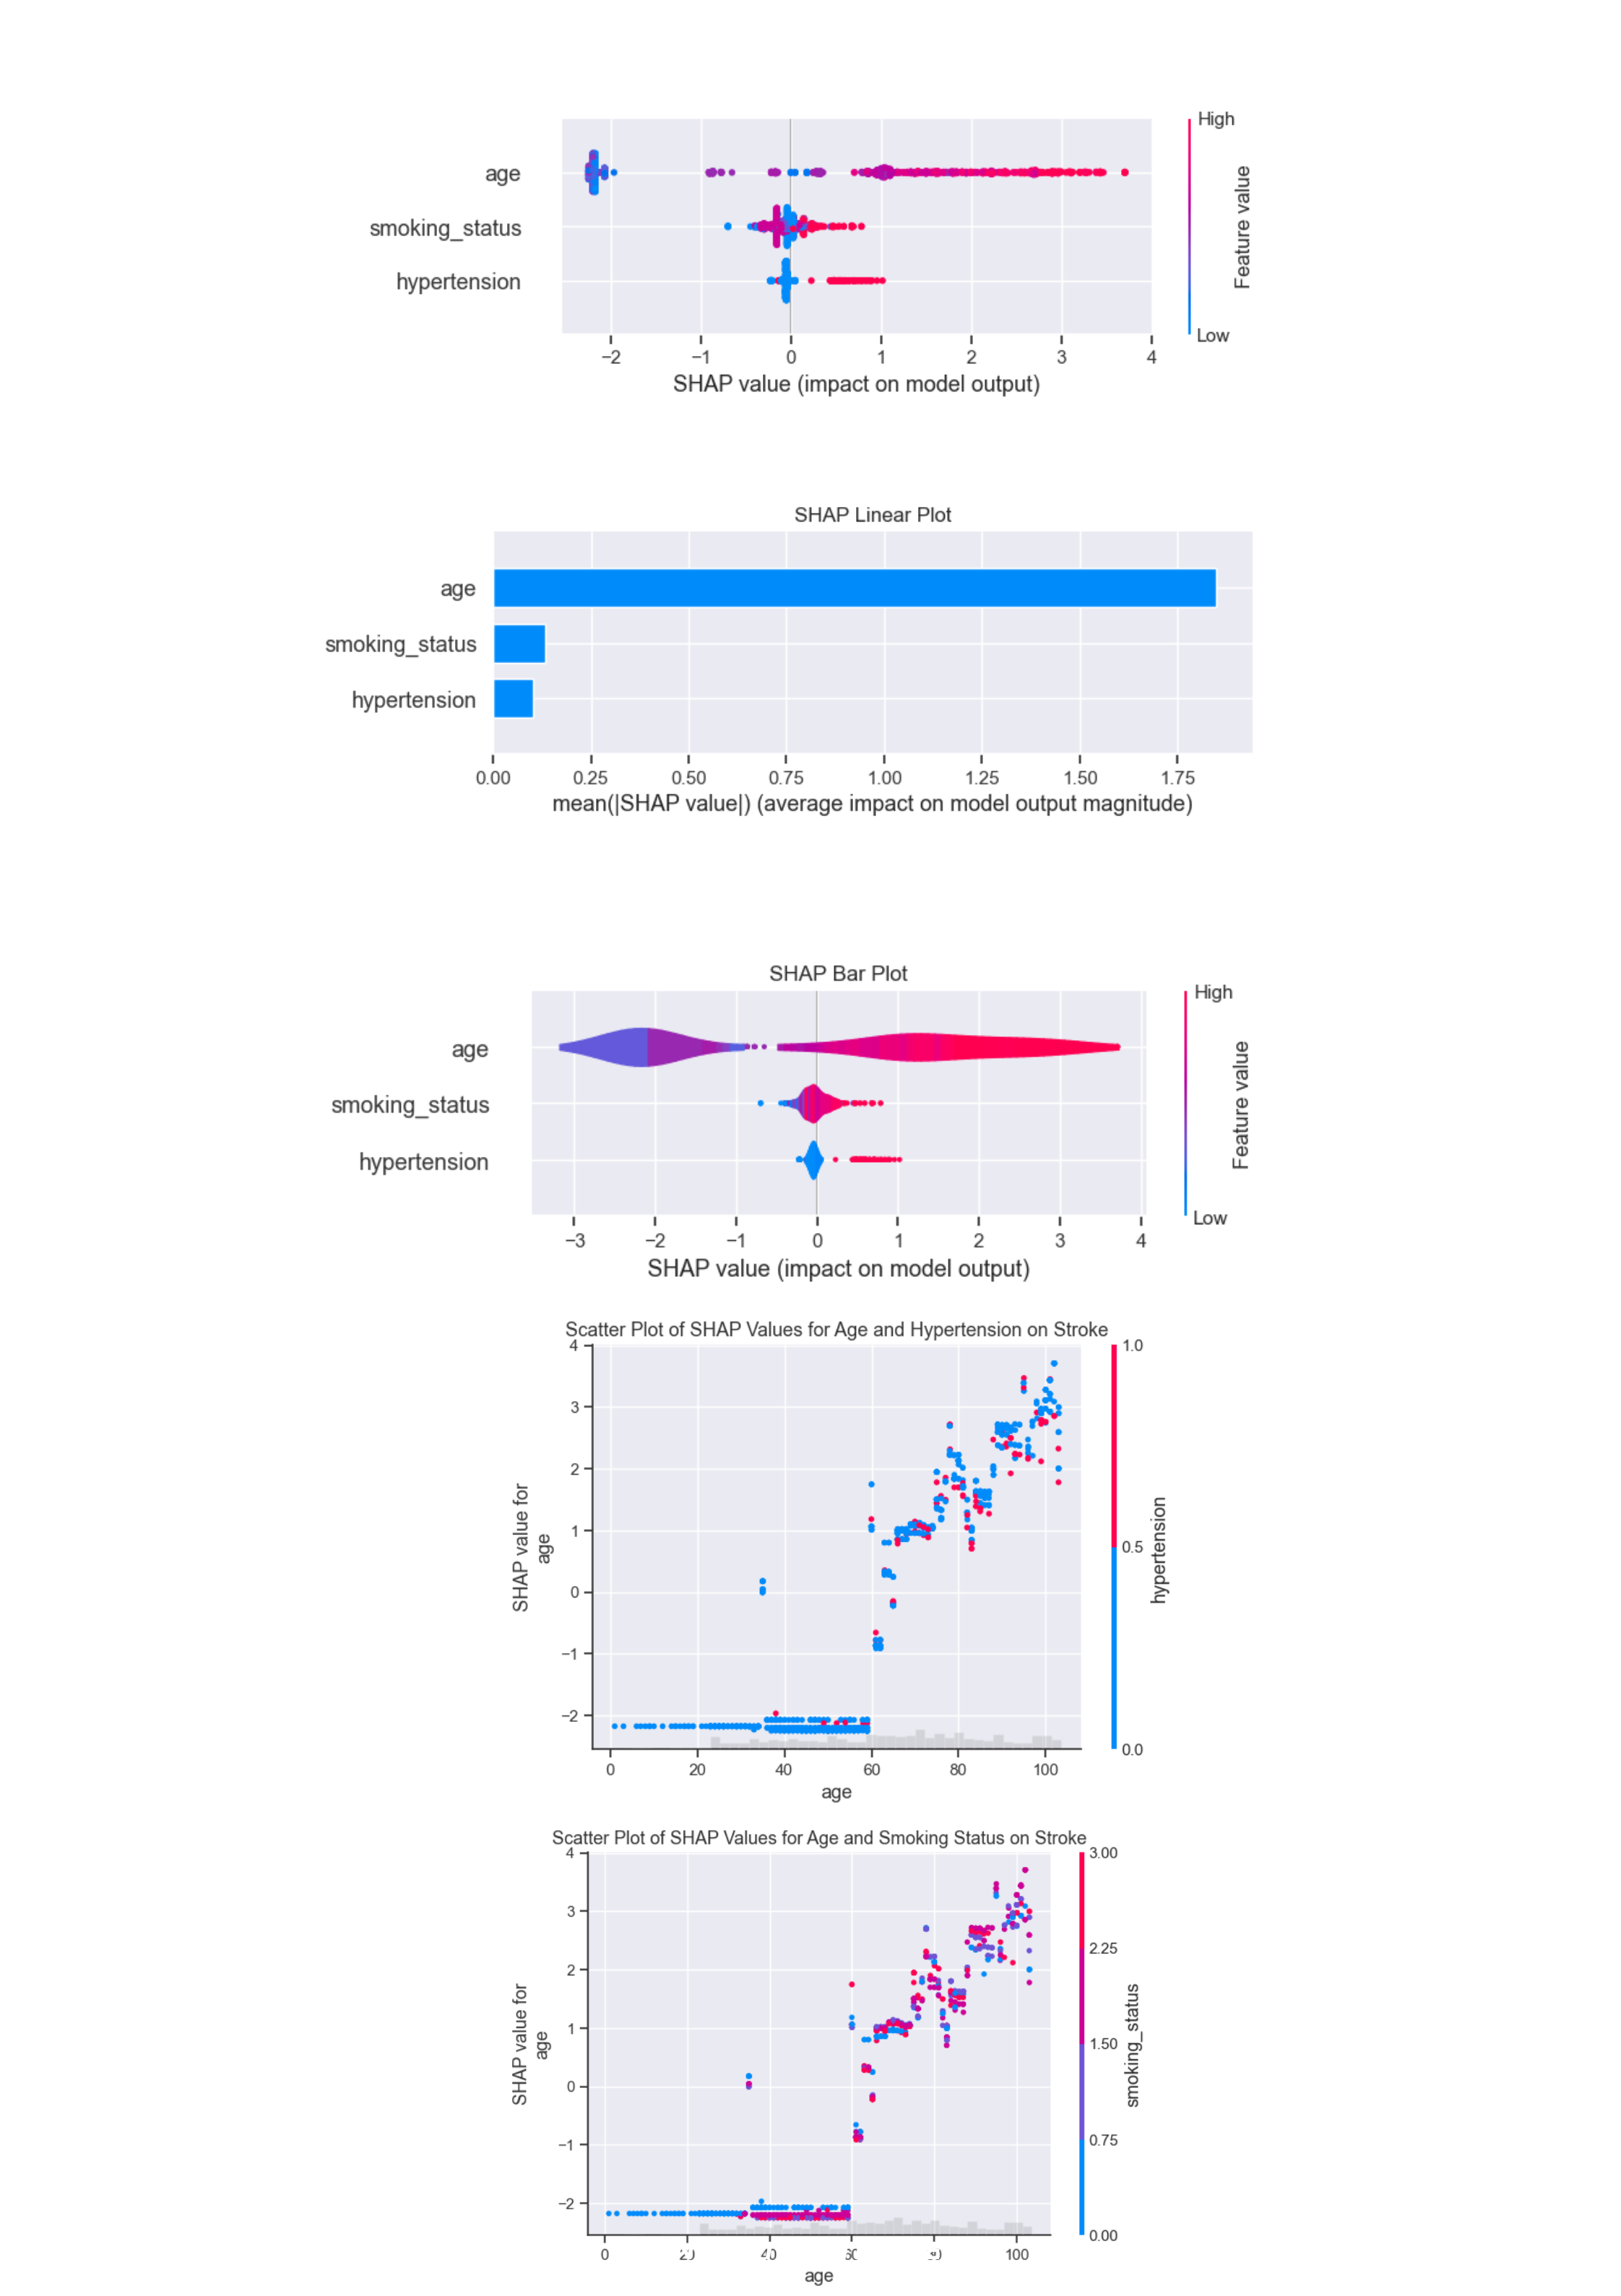 High
age
smoking_status
hypertension
Feature value
Low
−2 −1 0 1 2 3 4
SHAP value (impact on model output)
SHAP Linear Plot
age
smoking_status
hypertension
0.00 0.25 0.50 0.75 1.00 1.25 1.50 1.75
mean(|SHAP value|) (average impact on model output magnitude)
SHAP Bar Plot
High
age
smoking_status
hypertension
Feature value
Low
−3 −2 −1 0 1 2 3 4
SHAP value (impact on model output)
Scatter Plot of SHAP Values for Age and Hypertension on Stroke
4
3
2
1
0
−1
−2
SHAP value for
age
1.0
0.5
0.0
hypertension
0 20 40 60 80 100
age
Scatter Plot of SHAP Values for Age and Smoking Status on Stroke
4
3
2
1
0
−1
−2
SHAP value for
age
3.00
2.25
1.50
0.75
0.00
smoking_status
0 100
age